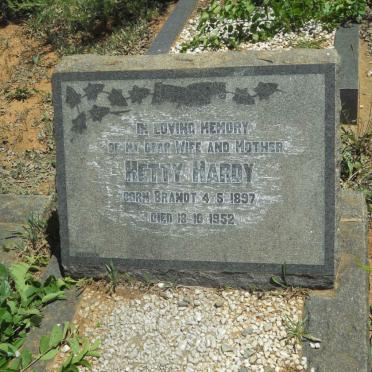 IN LOVING MEMORY
OF MY DEAR WIFE AND MOTHER
HETTY HARDY
BORN BRANDT 4·5·1897
DIED 13·10·1952